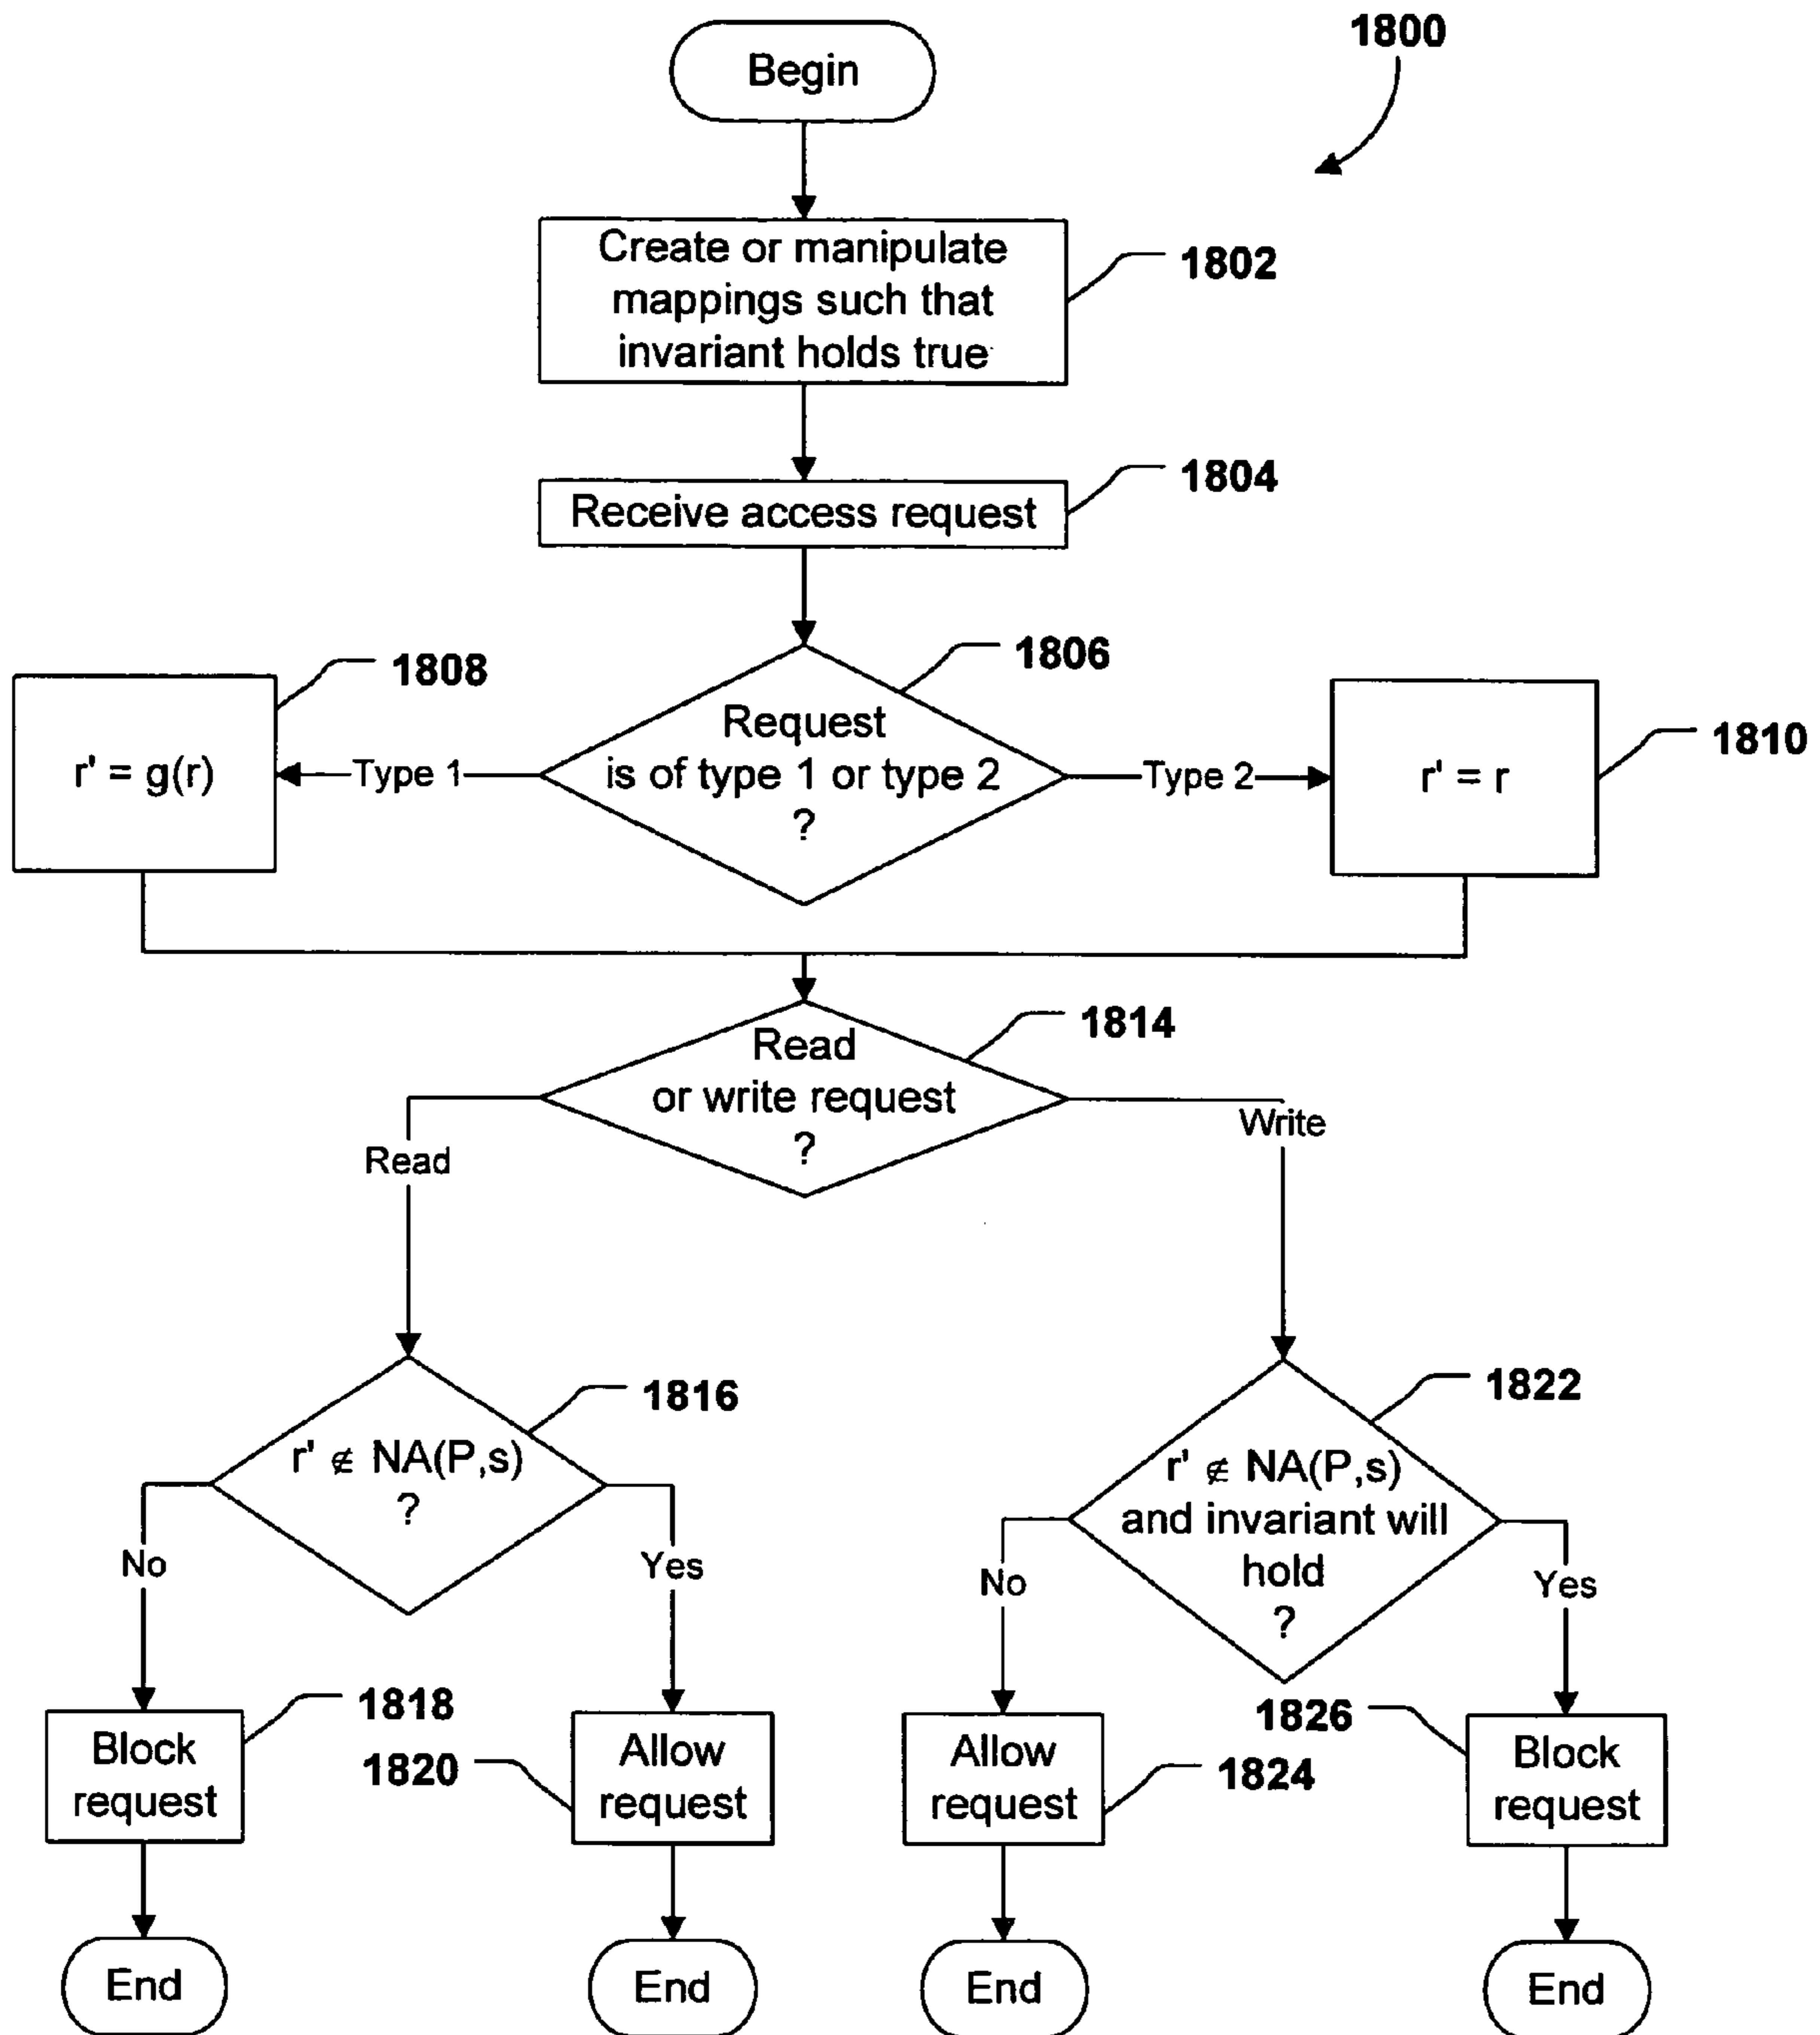 1800
Begin
Create or manipulate
mappings such that
invariant holds true
1802
Receive access request
1804
1806
Request
is of type 1 or type 2
?
Type 1
1808
r' = g(r)
Type 2
1810
r' = r
1814
Read
or write request
?
Read
Write
1816
r' ∉ NA(P,s)
?
No
Yes
1822
r' ∉ NA(P,s)
and invariant will
hold
?
No
Yes
1818
Block
request
1820
Allow
request
1824
Allow
request
1826
Block
request
End
End
End
End